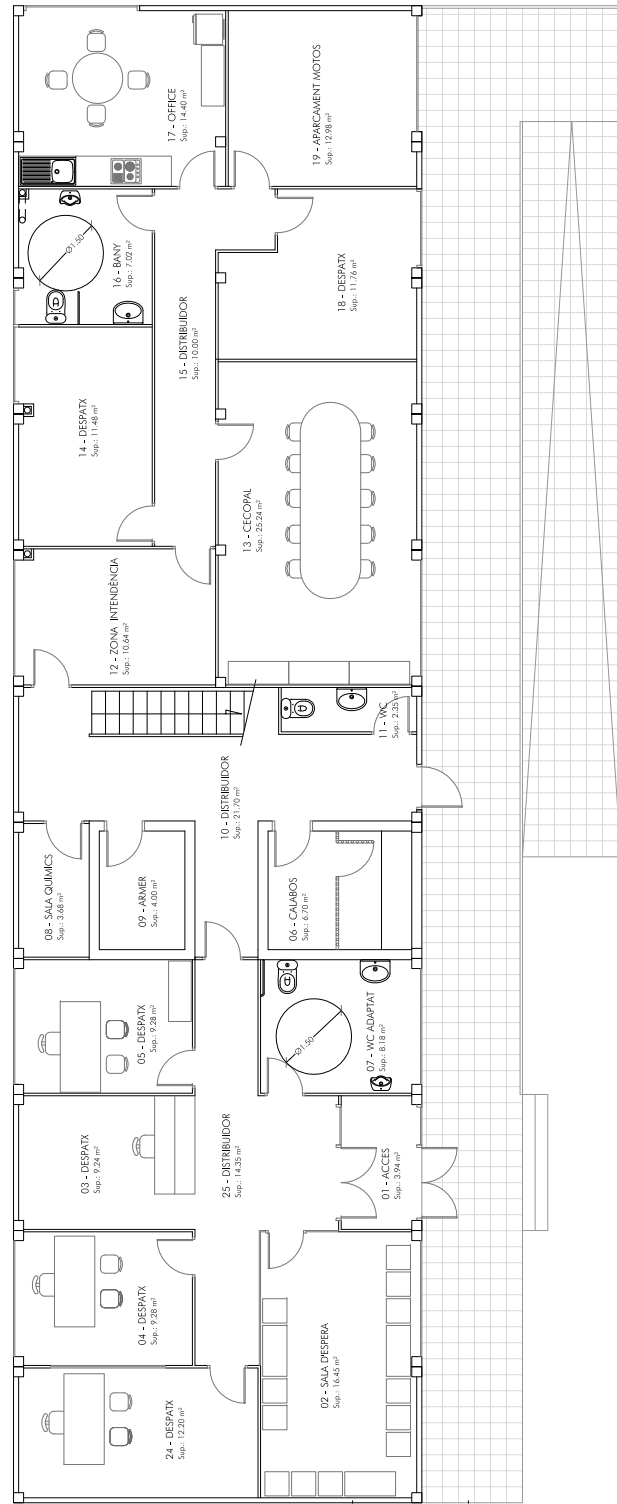 17 - OFFICE
Sup.: 14.40 m²
19 - APARCAMENT MOTOS
Sup.: 12.98 m²
Ø1.50
16 - BANY
Sup.: 7.02 m²
18 - DESPATX
Sup.: 11.76 m²
15 - DISTRIBUIDOR
Sup.: 10.00 m²
14 - DESPATX
Sup.: 11.48 m²
13 - CECOPAL
Sup.: 25.24 m²
12 - ZONA INTENDÈNCIA
Sup.: 10.64 m²
11 - WC
Sup.: 2.35 m²
10 - DISTRIBUIDOR
Sup.: 21.70 m²
08 - SALA QUÍMICS
Sup.: 3.68 m²
09 - ARMER
Sup.: 4.00 m²
06 - CALABOS
Sup.: 6.70 m²
05 - DESPATX
Sup.: 9.28 m²
Ø1.50
07 - WC ADAPTAT
Sup.: 8.18 m²
03 - DESPATX
Sup.: 9.24 m²
25 - DISTRIBUIDOR
Sup.: 14.35 m²
01 - ACCES
Sup.: 3.94 m²
04 - DESPATX
Sup.: 9.28 m²
02 - SALA D'ESPERA
Sup.: 16.45 m²
24 - DESPATX
Sup.: 12.20 m²